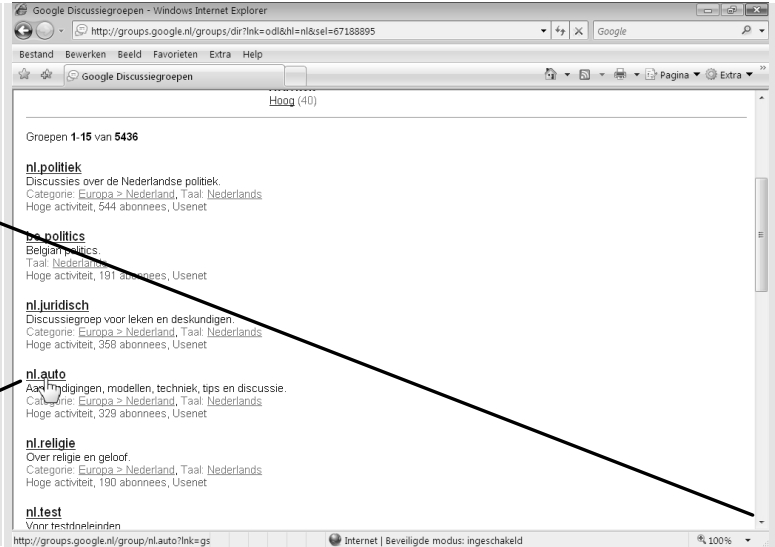 Google Discussiegroepen - Windows Internet Explorer
http://groups.google.nl/groups/dir?lnk=odl&hl=nl&sel=67188895
Google
Bestand Bewerken Beeld Favorieten Extra Help
Google Discussiegroepen
Pagina
Extra
Hoog (40)
Groepen 1-15 van 5436
nl.politiek
Discussies over de Nederlandse politiek.
Categorie: Europa > Nederland, Taal: Nederlands
Hoge activiteit, 544 abonnees, Usenet
be.politics
Belgian politics.
Taal: Nederlands
Hoge activiteit, 191 abonnees, Usenet
nl.juridisch
Discussiegroep voor leken en deskundigen.
Categorie: Europa > Nederland, Taal: Nederlands
Hoge activiteit, 358 abonnees, Usenet
nl.auto
Aankondigingen, modellen, techniek, tips en discussie.
Categorie: Europa > Nederland, Taal: Nederlands
Hoge activiteit, 329 abonnees, Usenet
nl.religie
Over religie en geloof.
Categorie: Europa > Nederland, Taal: Nederlands
Hoge activiteit, 190 abonnees, Usenet
nl.test
Voor testdoeleinden
http://groups.google.nl/group/nl.auto?lnk=gs
Internet | Beveiligde modus: ingeschakeld
100%